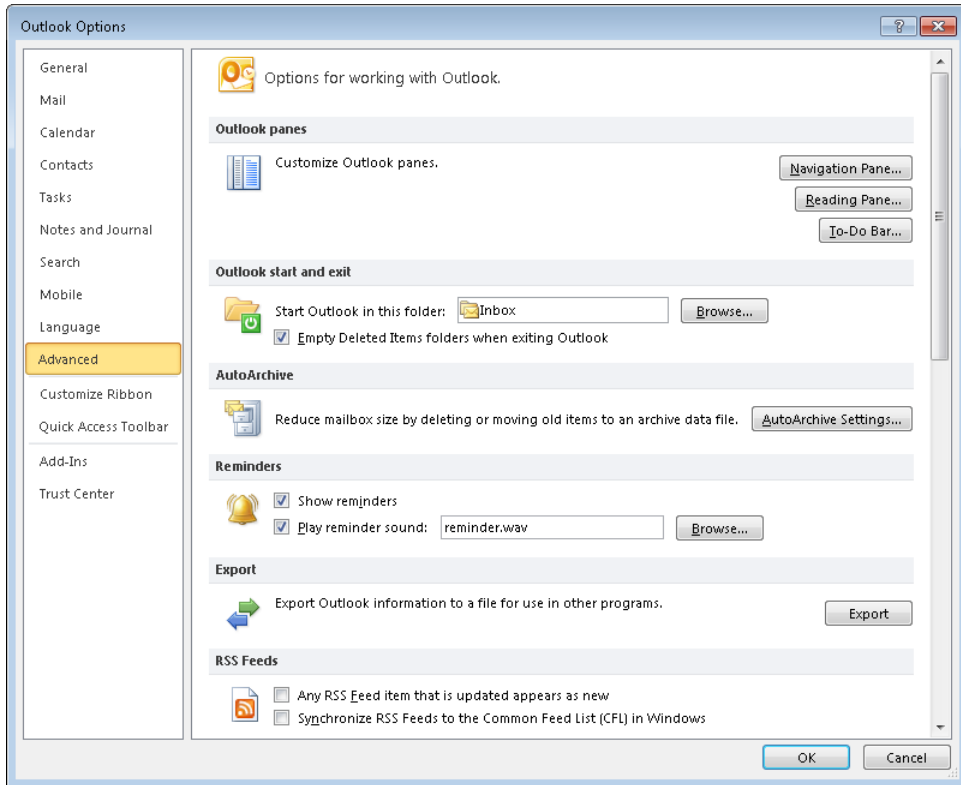 Outlook Options
General
Mail
Calendar
Contacts
Tasks
Notes and Journal
Search
Mobile
Language
Advanced
Customize Ribbon
Quick Access Toolbar
Add-Ins
Trust Center
Options for working with Outlook.
Outlook panes
Customize Outlook panes.
Navigation Pane...
Reading Pane...
To-Do Bar...
Outlook start and exit
Start Outlook in this folder: Inbox Browse...
Empty Deleted Items folders when exiting Outlook
AutoArchive
Reduce mailbox size by deleting or moving old items to an archive data file. AutoArchive Settings...
Reminders
Show reminders
Play reminder sound: reminder.wav Browse...
Export
Export Outlook information to a file for use in other programs.
Export
RSS Feeds
Any RSS Feed item that is updated appears as new
Synchronize RSS Feeds to the Common Feed List (CFL) in Windows
OK Cancel